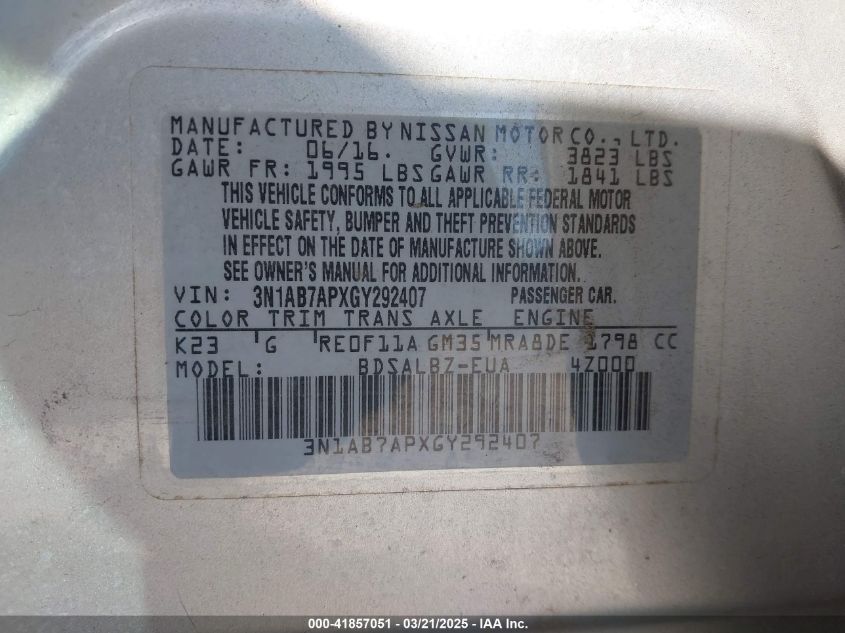 MANUFACTURED BY NISSAN MOTOR CO., LTD.
DATE: 06/16. GVWR: 3823 LBS
GAWR FR: 1995 LBS GAWR RR: 1841 LBS
THIS VEHICLE CONFORMS TO ALL APPLICABLE FEDERAL MOTOR
VEHICLE SAFETY, BUMPER AND THEFT PREVENTION STANDARDS
IN EFFECT ON THE DATE OF MANUFACTURE SHOWN ABOVE.
SEE OWNER'S MANUAL FOR ADDITIONAL INFORMATION.
VIN: 3N1AB7APXGY292407 PASSENGER CAR.
COLOR TRIM TRANS AXLE ENGINE
K23 G RE0F11A GM35 MRA8DE 1798 CC
MODEL: BDSALBZ-EUA 4Z000
3N1AB7APXGY292407
000-41857051 — 03/21/2025 — IAA Inc.